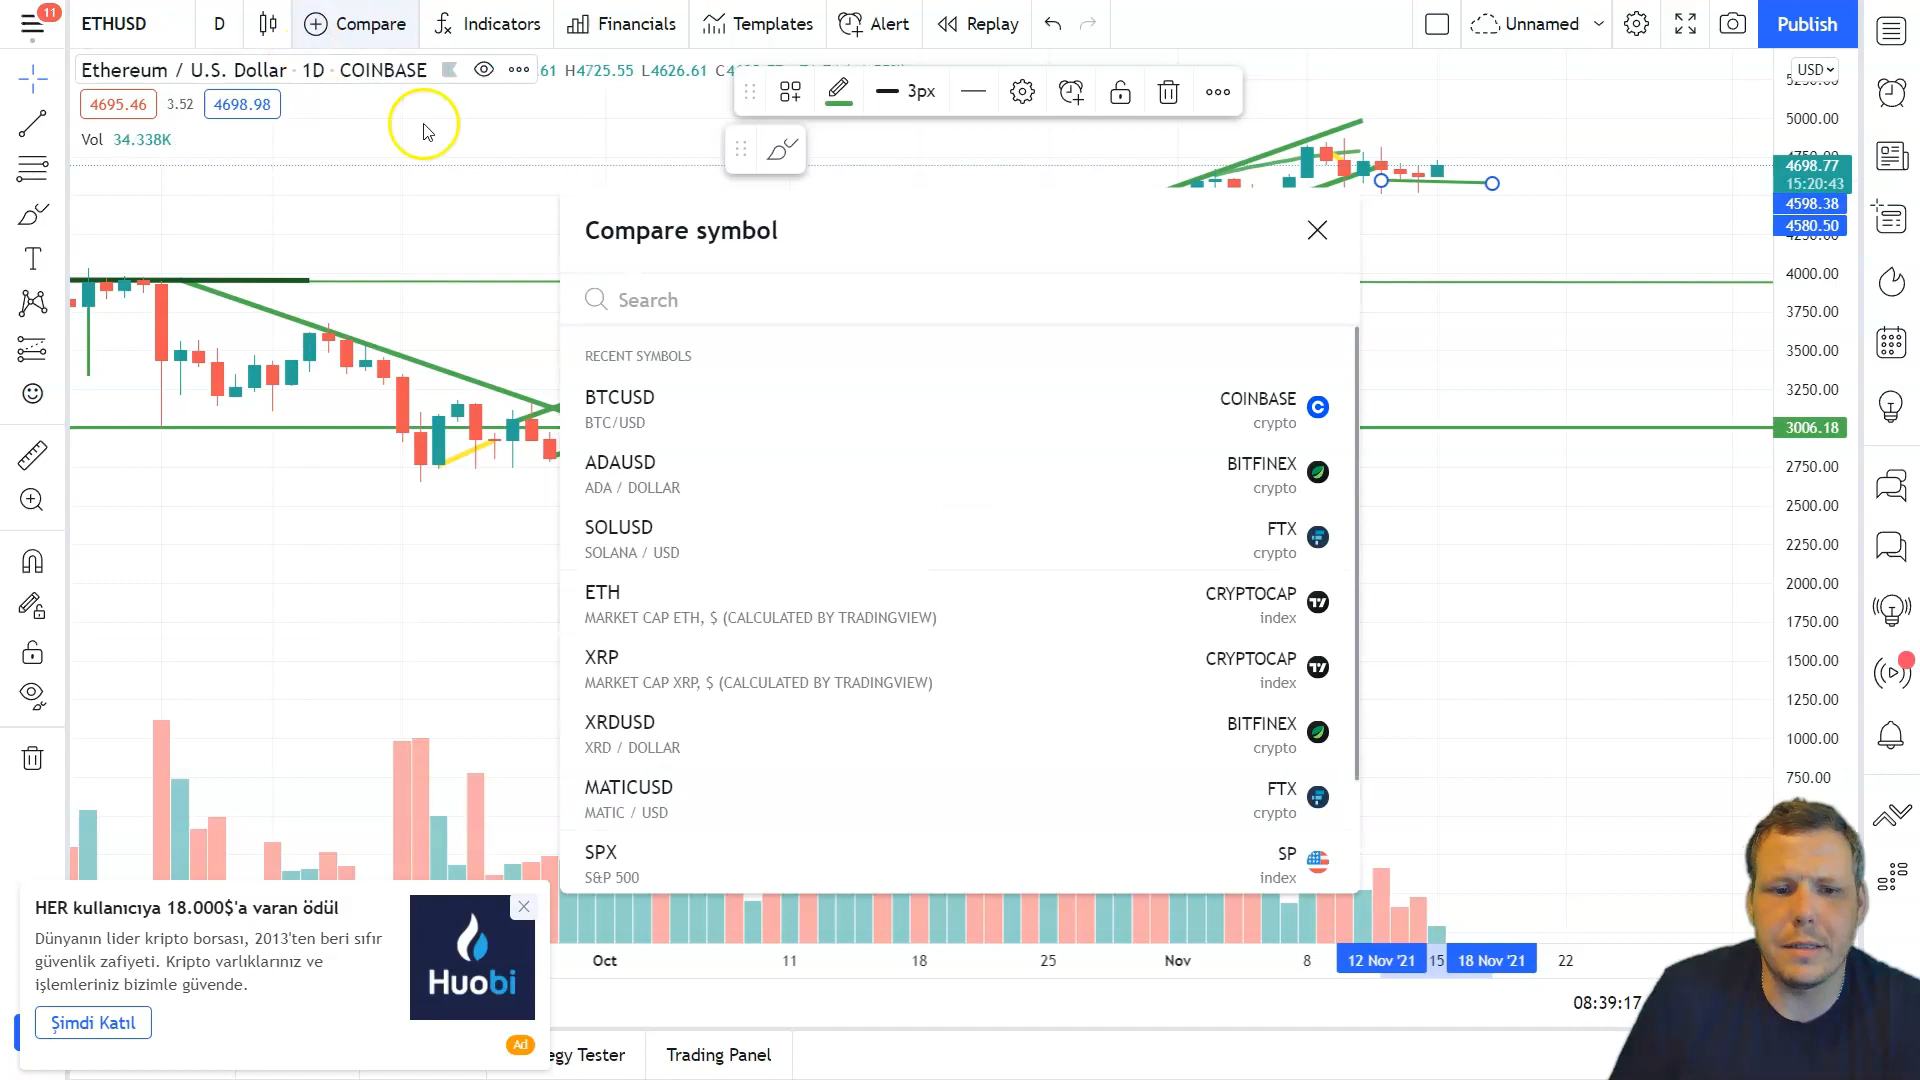 11
ETHUSD
D
Compare
Indicators
Financials
Templates
Alert
Replay
Unnamed
Publish
Ethereum / U.S. Dollar · 1D · COINBASE
.61 H4725.55 L4626.61
USD
4695.46
3.52
4698.98
3px
Vol 34.338K
5000.00
4698.77
15:20:43
4598.38
4580.50
4000.00
3750.00
3500.00
3250.00
3006.18
2750.00
2500.00
2250.00
2000.00
1750.00
1500.00
1250.00
1000.00
750.00
Compare symbol
Search
RECENT SYMBOLS
BTCUSD COINBASE
BTC/USD crypto
ADAUSD BITFINEX
ADA / DOLLAR crypto
SOLUSD FTX
SOLANA / USD crypto
ETH CRYPTOCAP
MARKET CAP ETH, $ (CALCULATED BY TRADINGVIEW) index
XRP CRYPTOCAP
MARKET CAP XRP, $ (CALCULATED BY TRADINGVIEW) index
XRDUSD BITFINEX
XRD / DOLLAR crypto
MATICUSD FTX
MATIC / USD crypto
SPX SP
S&P 500 index
HER kullanıcıya 18.000$'a varan ödül
Dünyanın lider kripto borsası, 2013'ten beri sıfır
güvenlik zafiyeti. Kripto varlıklarınız ve
işlemleriniz bizimle güvende.
Şimdi Katıl
Huobi
Ad
Oct
11
18
25
Nov
8
12 Nov '21
15
18 Nov '21
22
08:39:17
egy Tester
Trading Panel